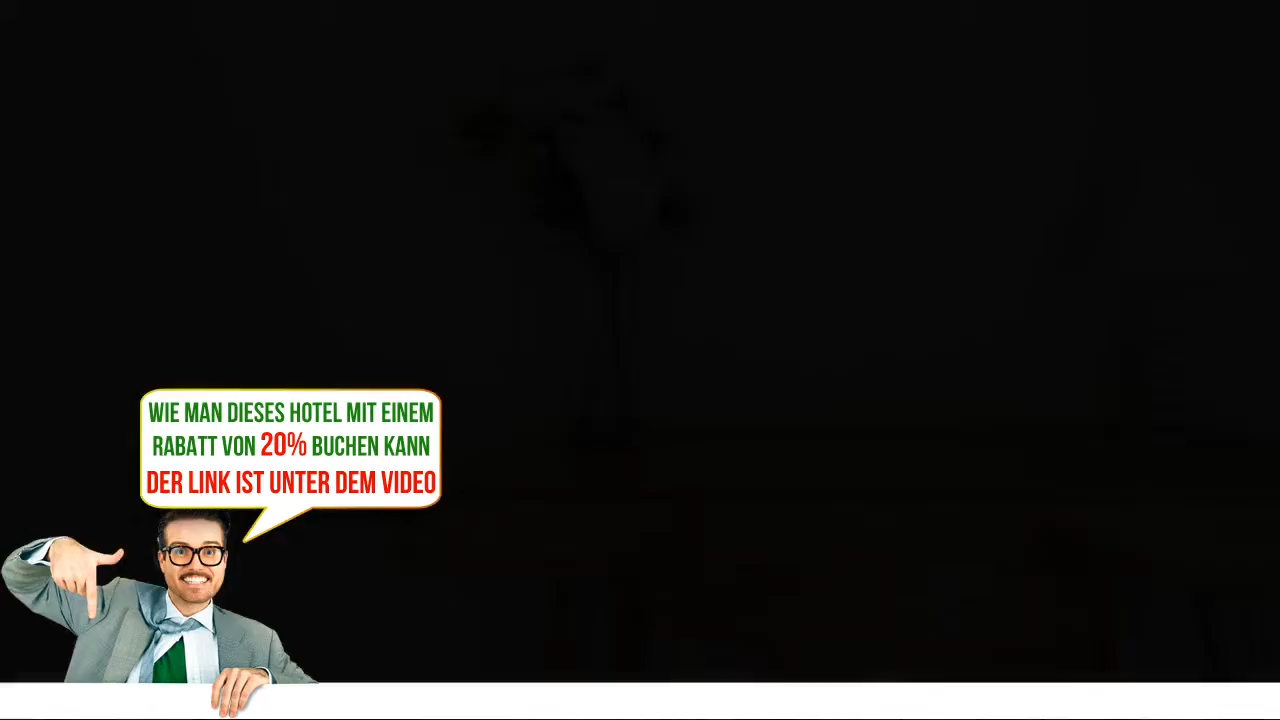 WIE MAN DIESES HOTEL MIT EINEM
RABATT VON 20% BUCHEN KANN
DER LINK IST UNTER DEM VIDEO